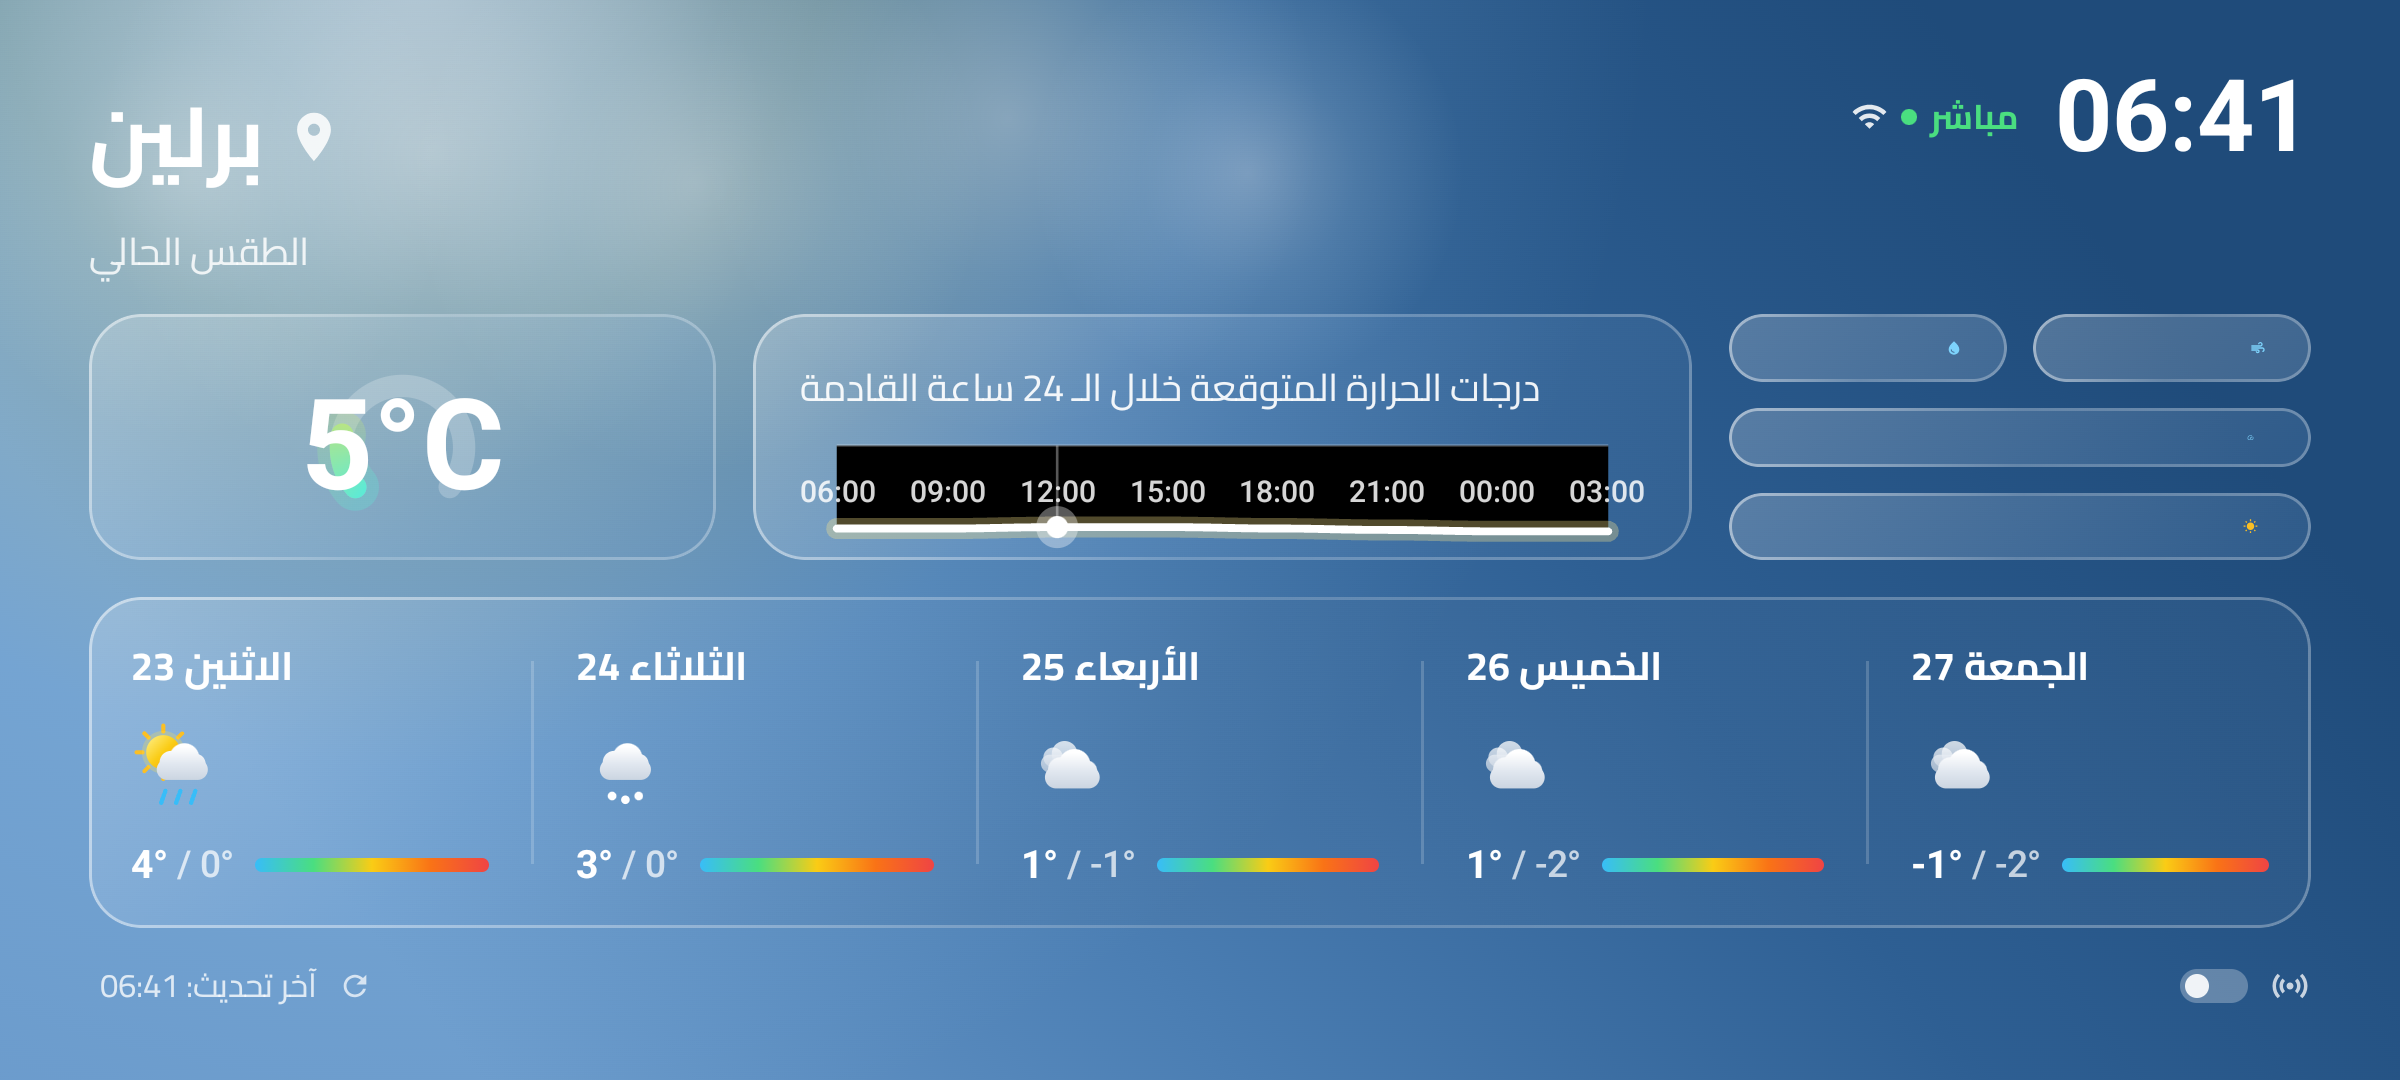 برلين
06:41
مباشر
الطقس الحالي
5°C
درجات الحرارة المتوقعة خلال الـ 24 ساعة القادمة
06:00 09:00 12:00 15:00 18:00 21:00 00:00 03:00
الاثنين 23
4° / 0°
الثلاثاء 24
3° / 0°
الأربعاء 25
1° / -1°
الخميس 26
1° / -2°
الجمعة 27
-1° / -2°
آخر تحديث: 06:41